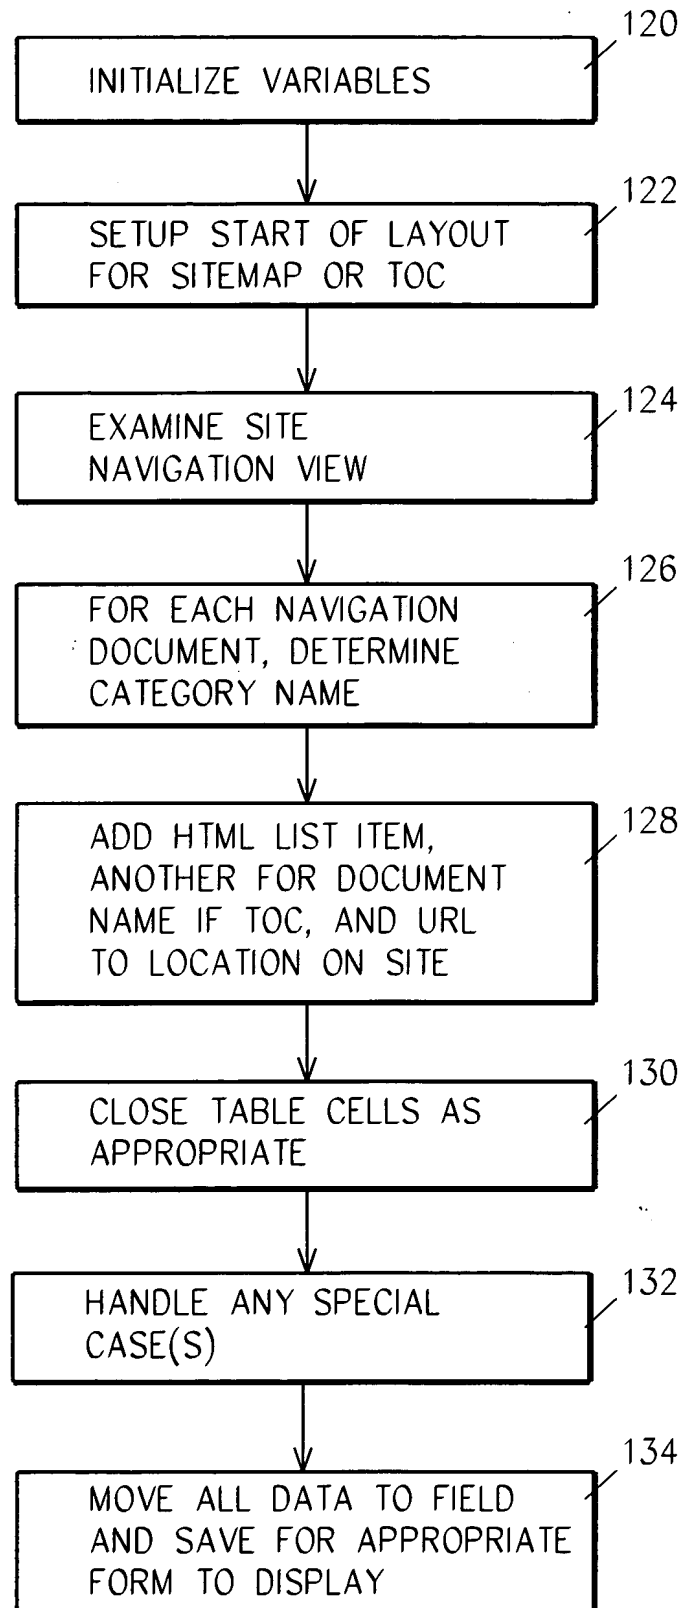 120
INITIALIZE VARIABLES
122
SETUP START OF LAYOUT
FOR SITEMAP OR TOC
124
EXAMINE SITE
NAVIGATION VIEW
126
FOR EACH NAVIGATION
DOCUMENT, DETERMINE
CATEGORY NAME
128
ADD HTML LIST ITEM,
ANOTHER FOR DOCUMENT
NAME IF TOC, AND URL
TO LOCATION ON SITE
130
CLOSE TABLE CELLS AS
APPROPRIATE
132
HANDLE ANY SPECIAL
CASE(S)
134
MOVE ALL DATA TO FIELD
AND SAVE FOR APPROPRIATE
FORM TO DISPLAY